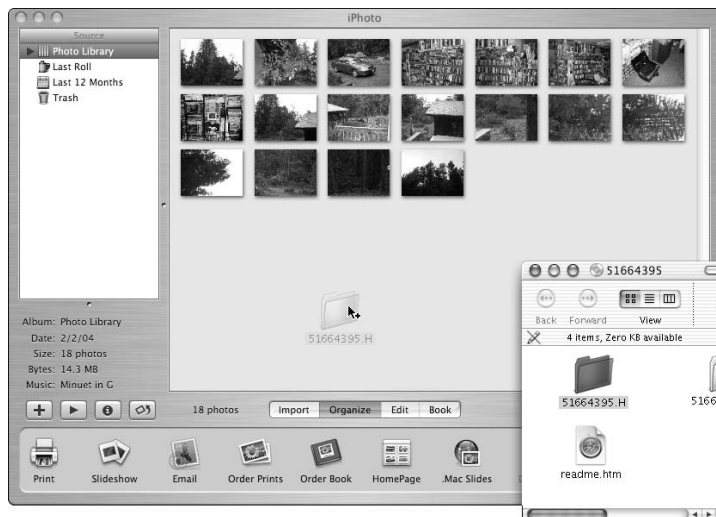 iPhoto
Source
Photo Library
Last Roll
Last 12 Months
Trash
Album: Photo Library
Date: 2/2/04
Size: 18 photos
Bytes: 14.3 MB
Music: Minuet in G
51664395.H
18 photos
Import Organize Edit Book
Print Slideshow Email Order Prints Order Book HomePage .Mac Slides
51664395
Back Forward View
4 items, Zero KB available
51664395.H
readme.htm